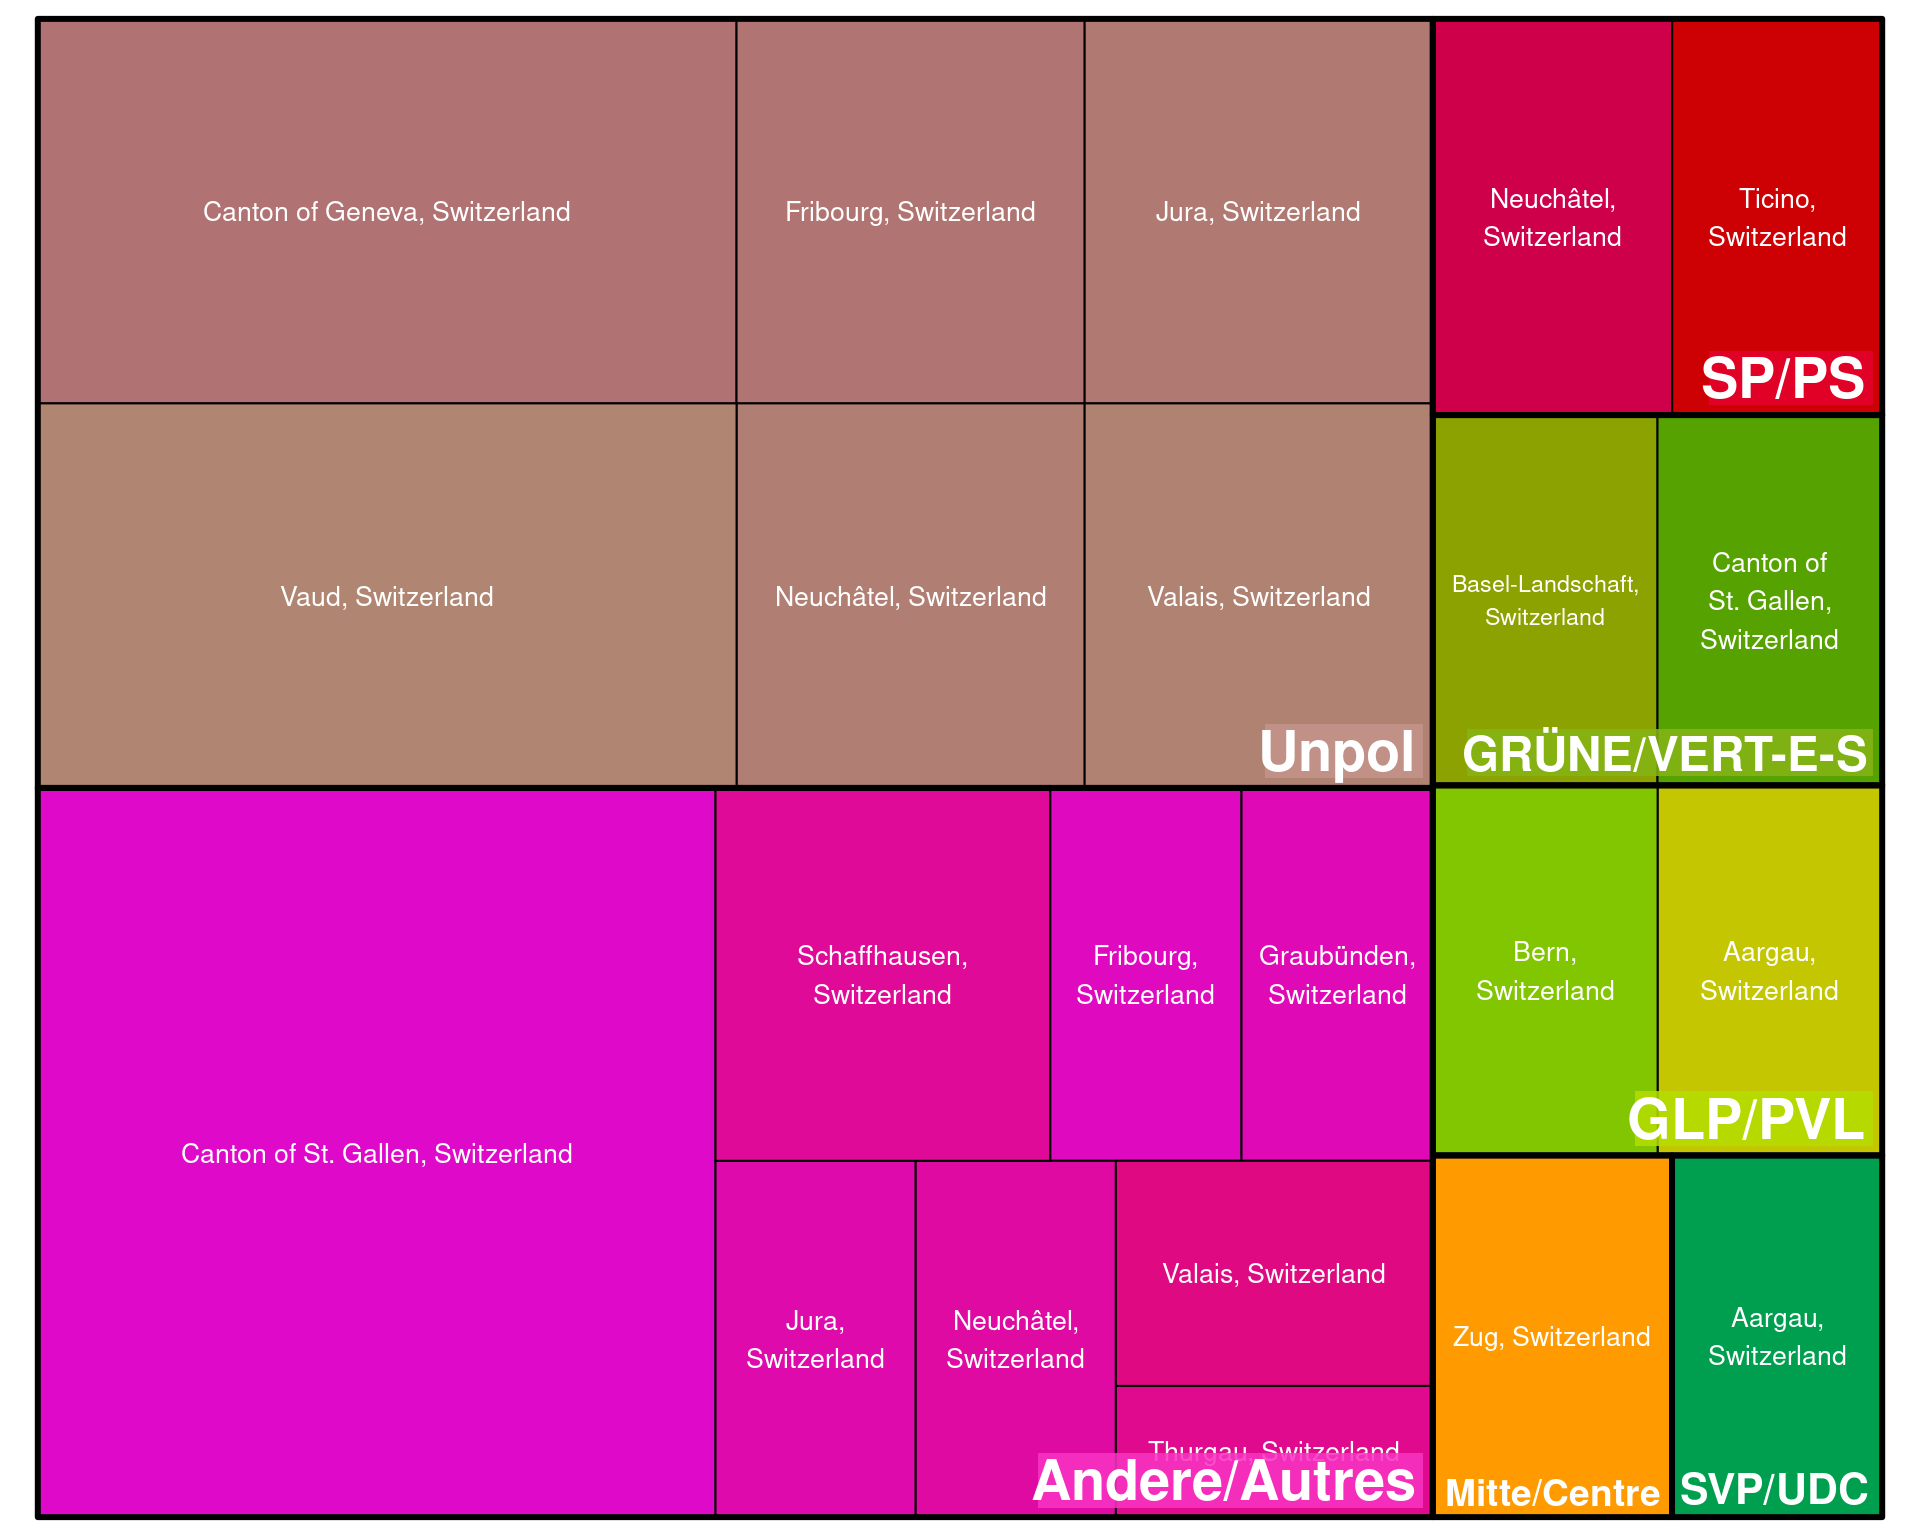 Canton of Geneva, Switzerland
Fribourg, Switzerland
Jura, Switzerland
Vaud, Switzerland
Neuchâtel, Switzerland
Valais, Switzerland
Unpol
Neuchâtel,
Switzerland
Ticino,
Switzerland
SP/PS
Basel-Landschaft,
Switzerland
Canton of
St. Gallen,
Switzerland
GRÜNE/VERT-E-S
Canton of St. Gallen, Switzerland
Schaffhausen,
Switzerland
Fribourg,
Switzerland
Graubünden,
Switzerland
Jura,
Switzerland
Neuchâtel,
Switzerland
Valais, Switzerland
Thurgau, Switzerland
Andere/Autres
Bern,
Switzerland
Aargau,
Switzerland
GLP/PVL
Zug, Switzerland
Mitte/Centre
Aargau,
Switzerland
SVP/UDC